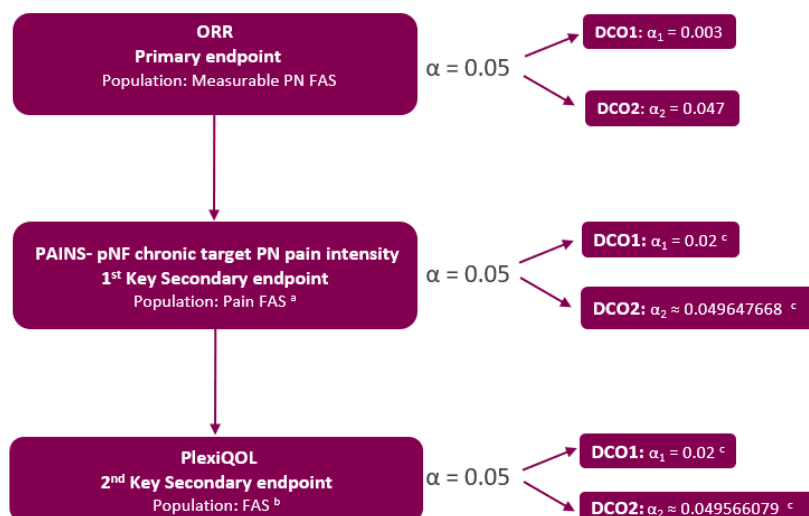 ORR
Primary endpoint
Population: Measurable PN FAS
α = 0.05
DCO1: α₁ = 0.003
DCO2: α₂ = 0.047
PAINS- pNF chronic target PN pain intensity
1st Key Secondary endpoint
Population: Pain FAS a
α = 0.05
DCO1: α₁ = 0.02 c
DCO2: α₂ ≈ 0.049647668 c
PlexiQOL
2nd Key Secondary endpoint
Population: FAS b
α = 0.05
DCO1: α₁ = 0.02 c
DCO2: α₂ ≈ 0.049566079 c